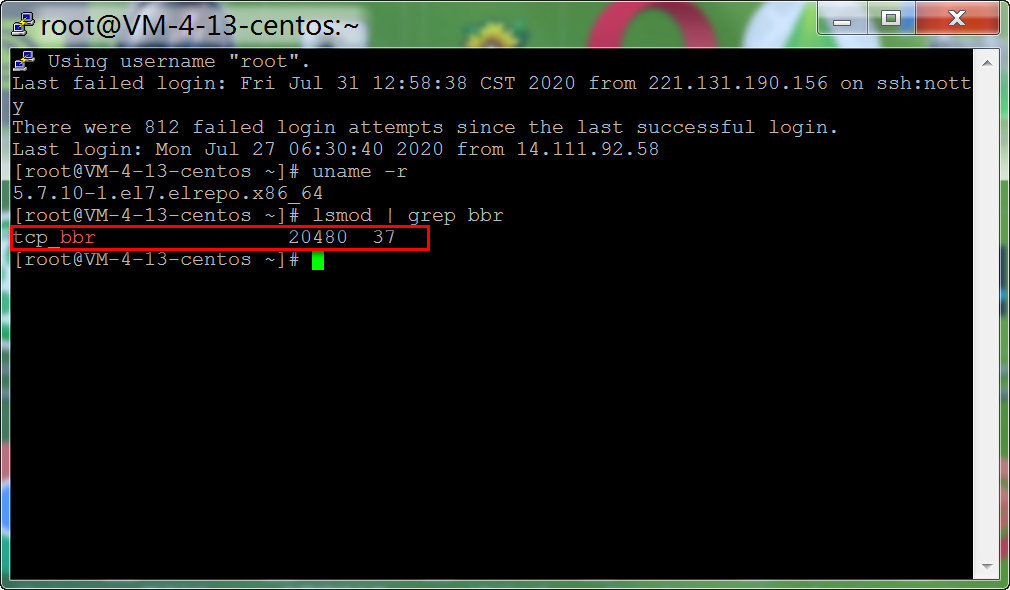 root@VM-4-13-centos:~
Using username "root".
Last failed login: Fri Jul 31 12:58:38 CST 2020 from 221.131.190.156 on ssh:nott
y
There were 812 failed login attempts since the last successful login.
Last login: Mon Jul 27 06:30:40 2020 from 14.111.92.58
[root@VM-4-13-centos ~]# uname -r
5.7.10-1.el7.elrepo.x86_64
[root@VM-4-13-centos ~]# lsmod | grep bbr
tcp_bbr                20480  37
[root@VM-4-13-centos ~]#